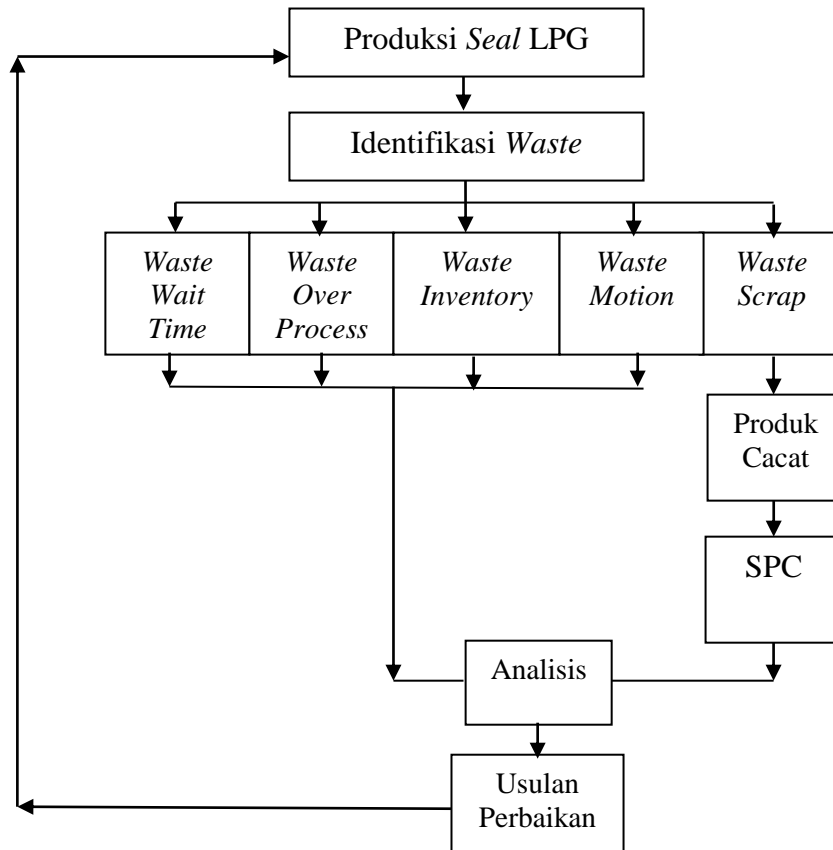 Produksi Seal LPG
Identifikasi Waste
Waste
Wait
Time
Waste
Over
Process
Waste
Inventory
Waste
Motion
Waste
Scrap
Produk
Cacat
SPC
Analisis
Usulan
Perbaikan